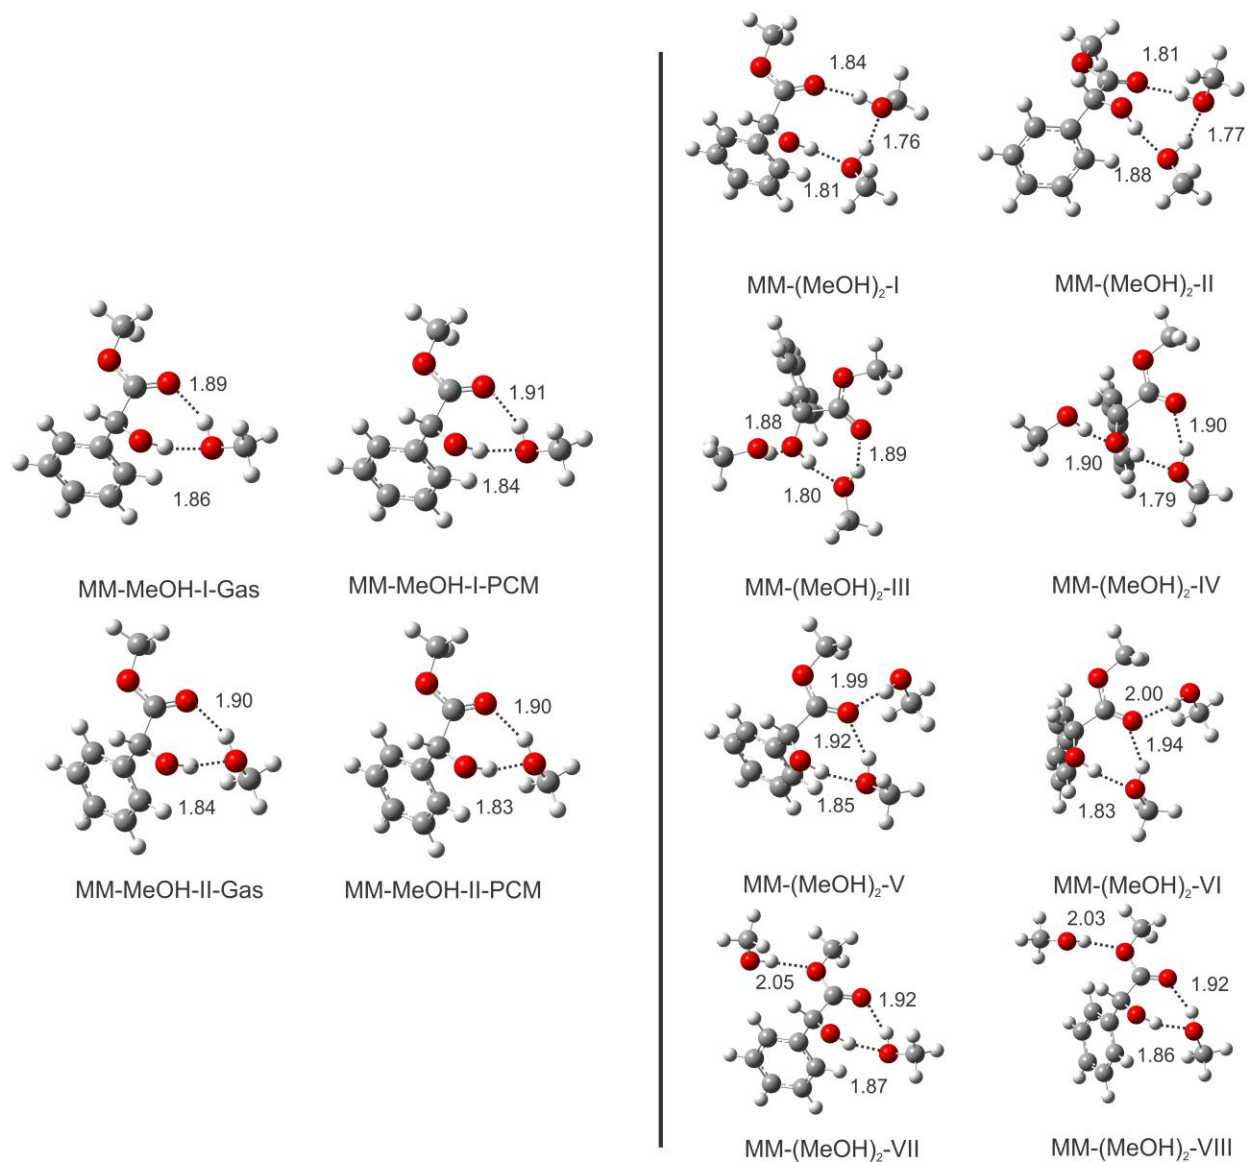 1.84
1.76
1.81
MM-(MeOH)₂-I
1.81
1.77
1.88
MM-(MeOH)₂-II
1.89
1.86
MM-MeOH-I-Gas
1.91
1.84
MM-MeOH-I-PCM
1.88
1.89
1.80
MM-(MeOH)₂-III
1.90
1.90
1.79
MM-(MeOH)₂-IV
1.90
1.84
MM-MeOH-II-Gas
1.90
1.83
MM-MeOH-II-PCM
1.99
1.92
1.85
MM-(MeOH)₂-V
2.00
1.94
1.83
MM-(MeOH)₂-VI
2.05
1.92
1.87
MM-(MeOH)₂-VII
2.03
1.92
1.86
MM-(MeOH)₂-VIII